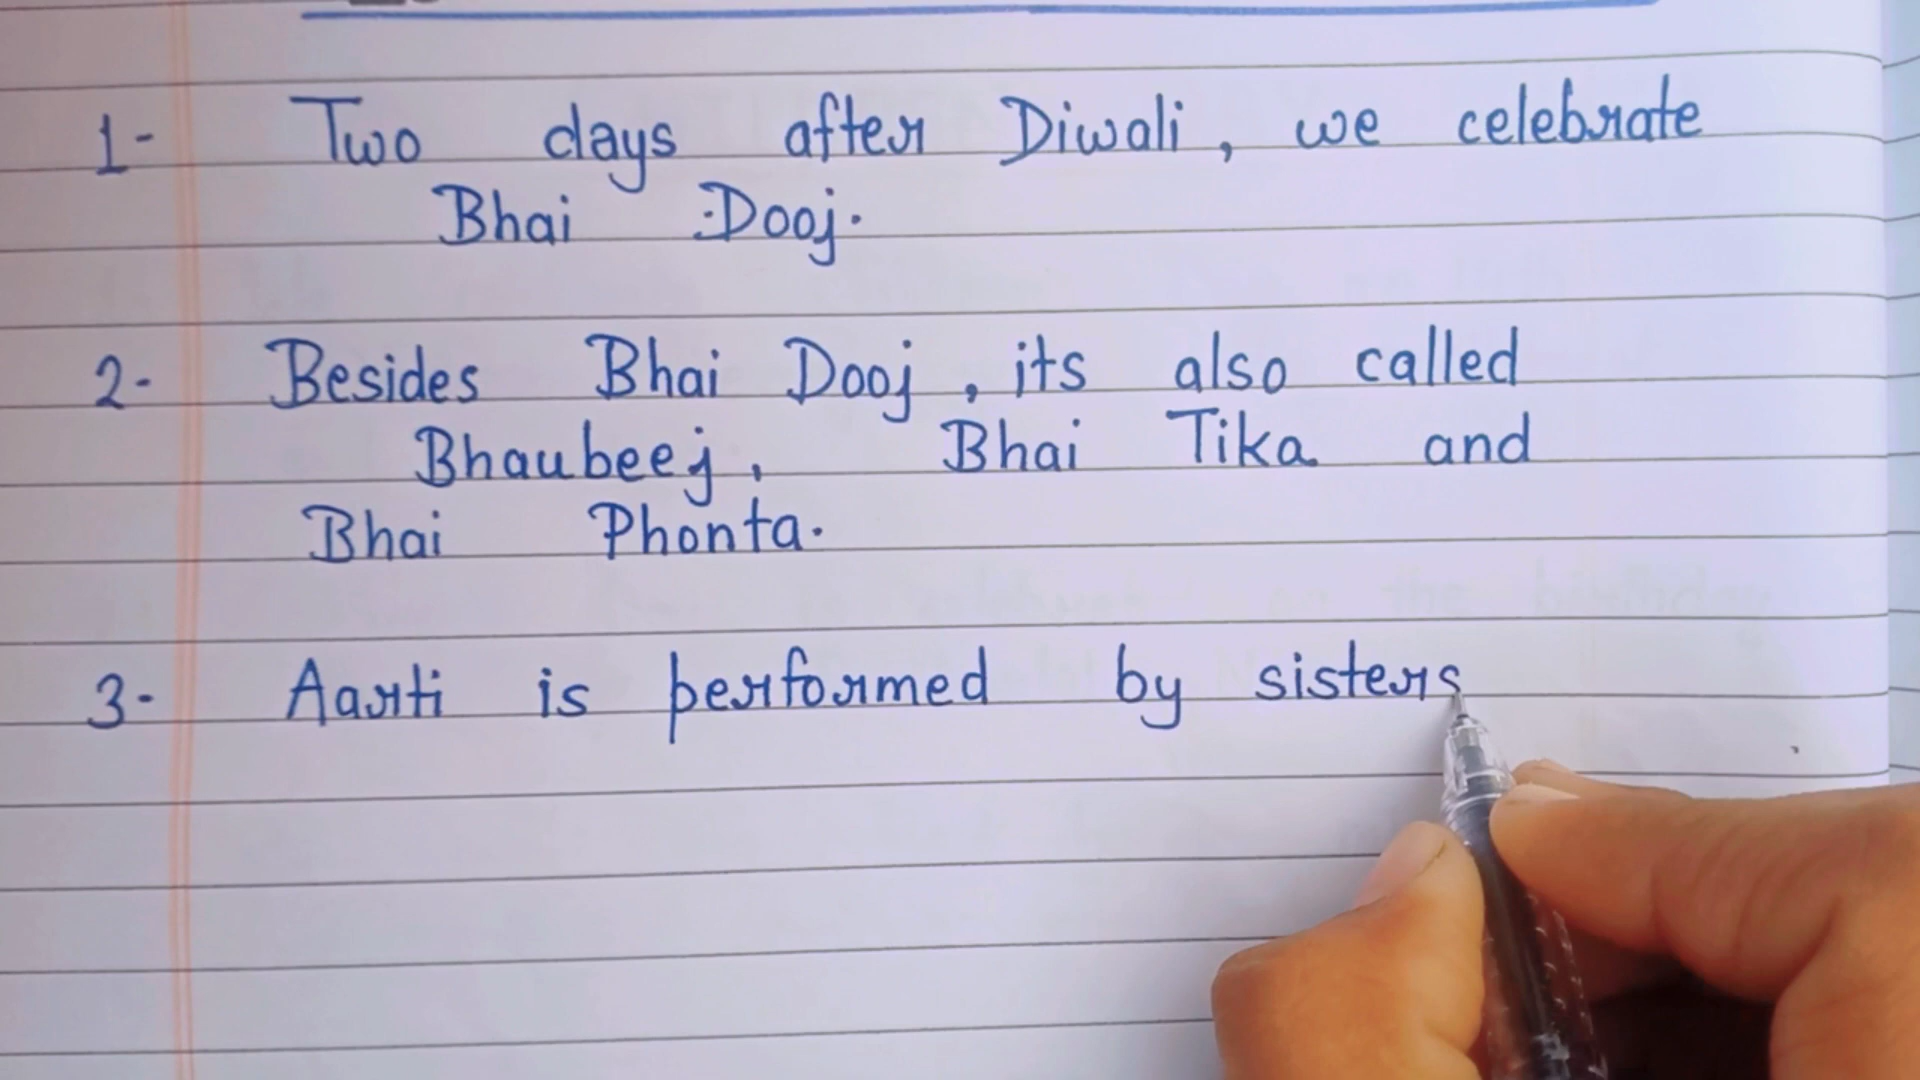 1- Two days after Diwali, we celebrate
Bhai Dooj.
2- Besides Bhai Dooj, its also called
Bhaubeej, Bhai Tika and
Bhai Phonta.
3- Aarti is performed by sisters